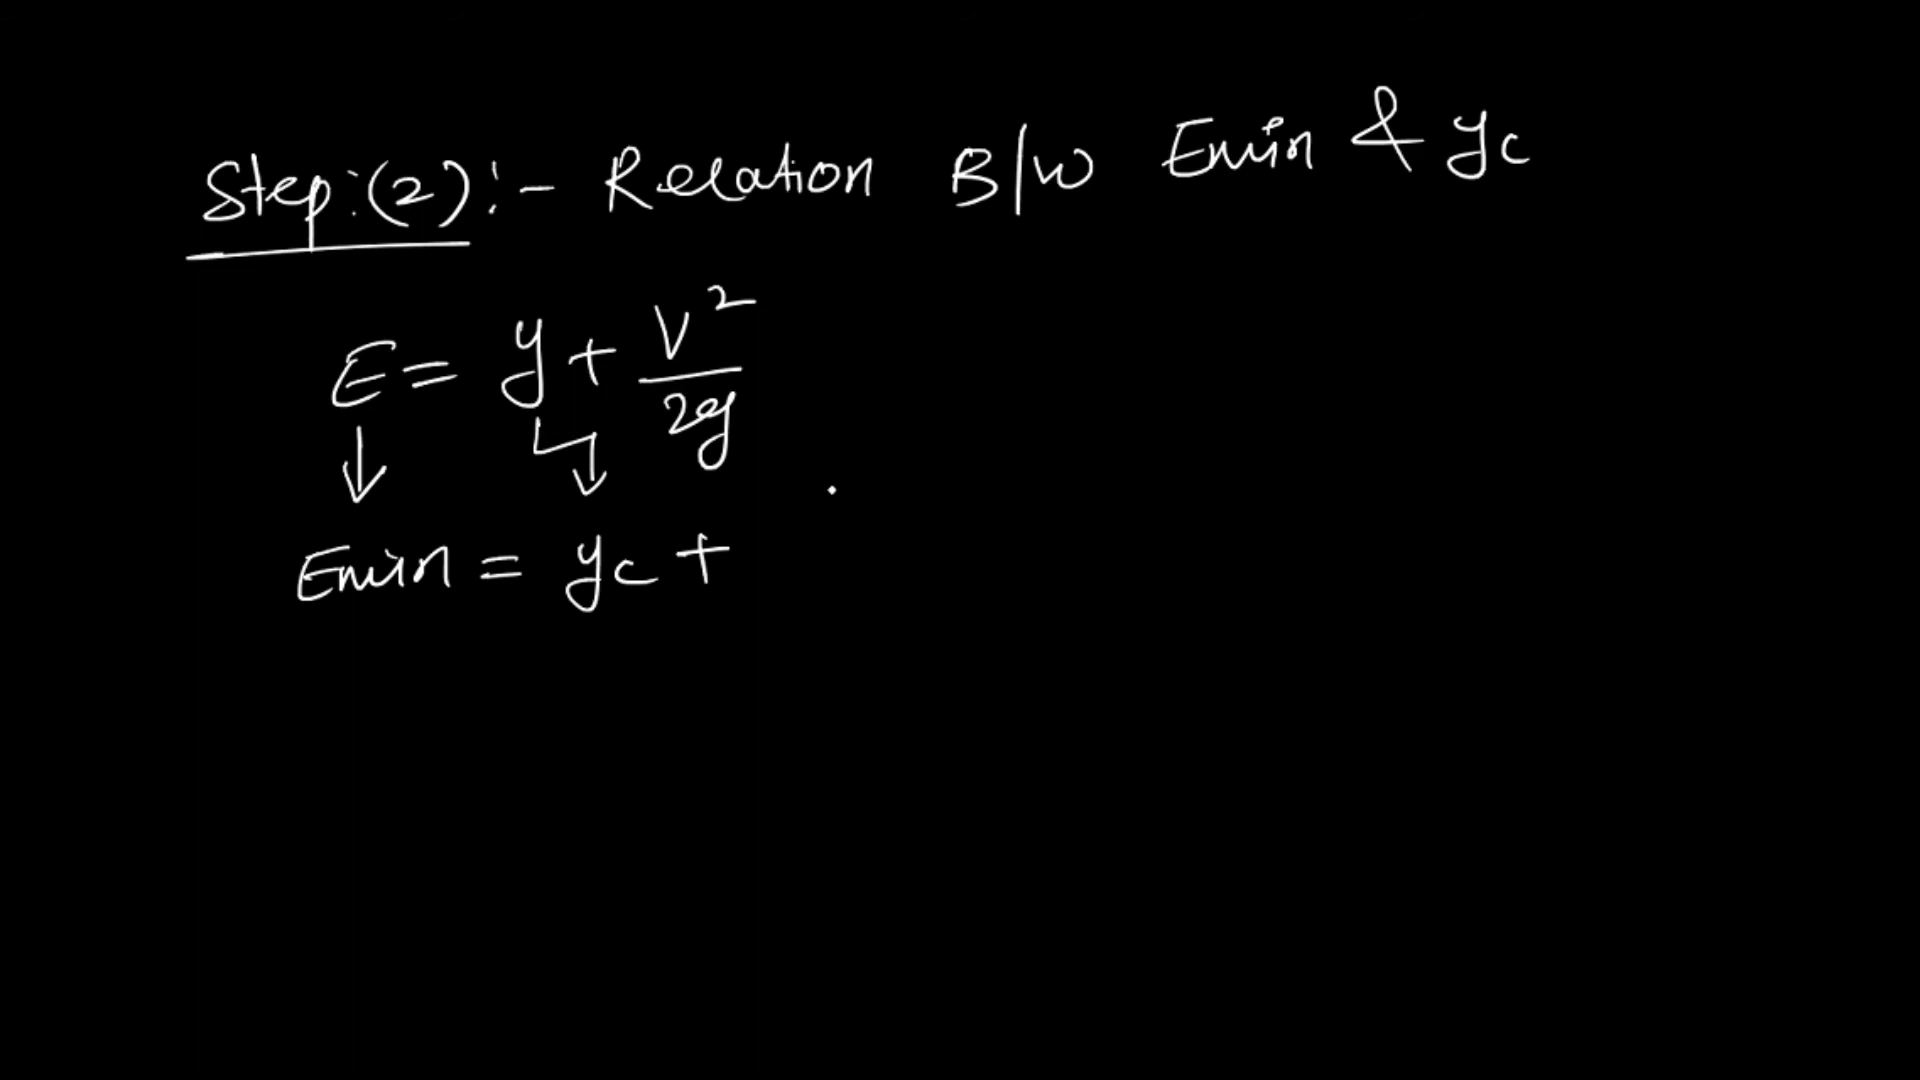 Step:(2):- Relation B/W Emin & yc
E = y + V²/2g
↓ ↓
Emin = yc +